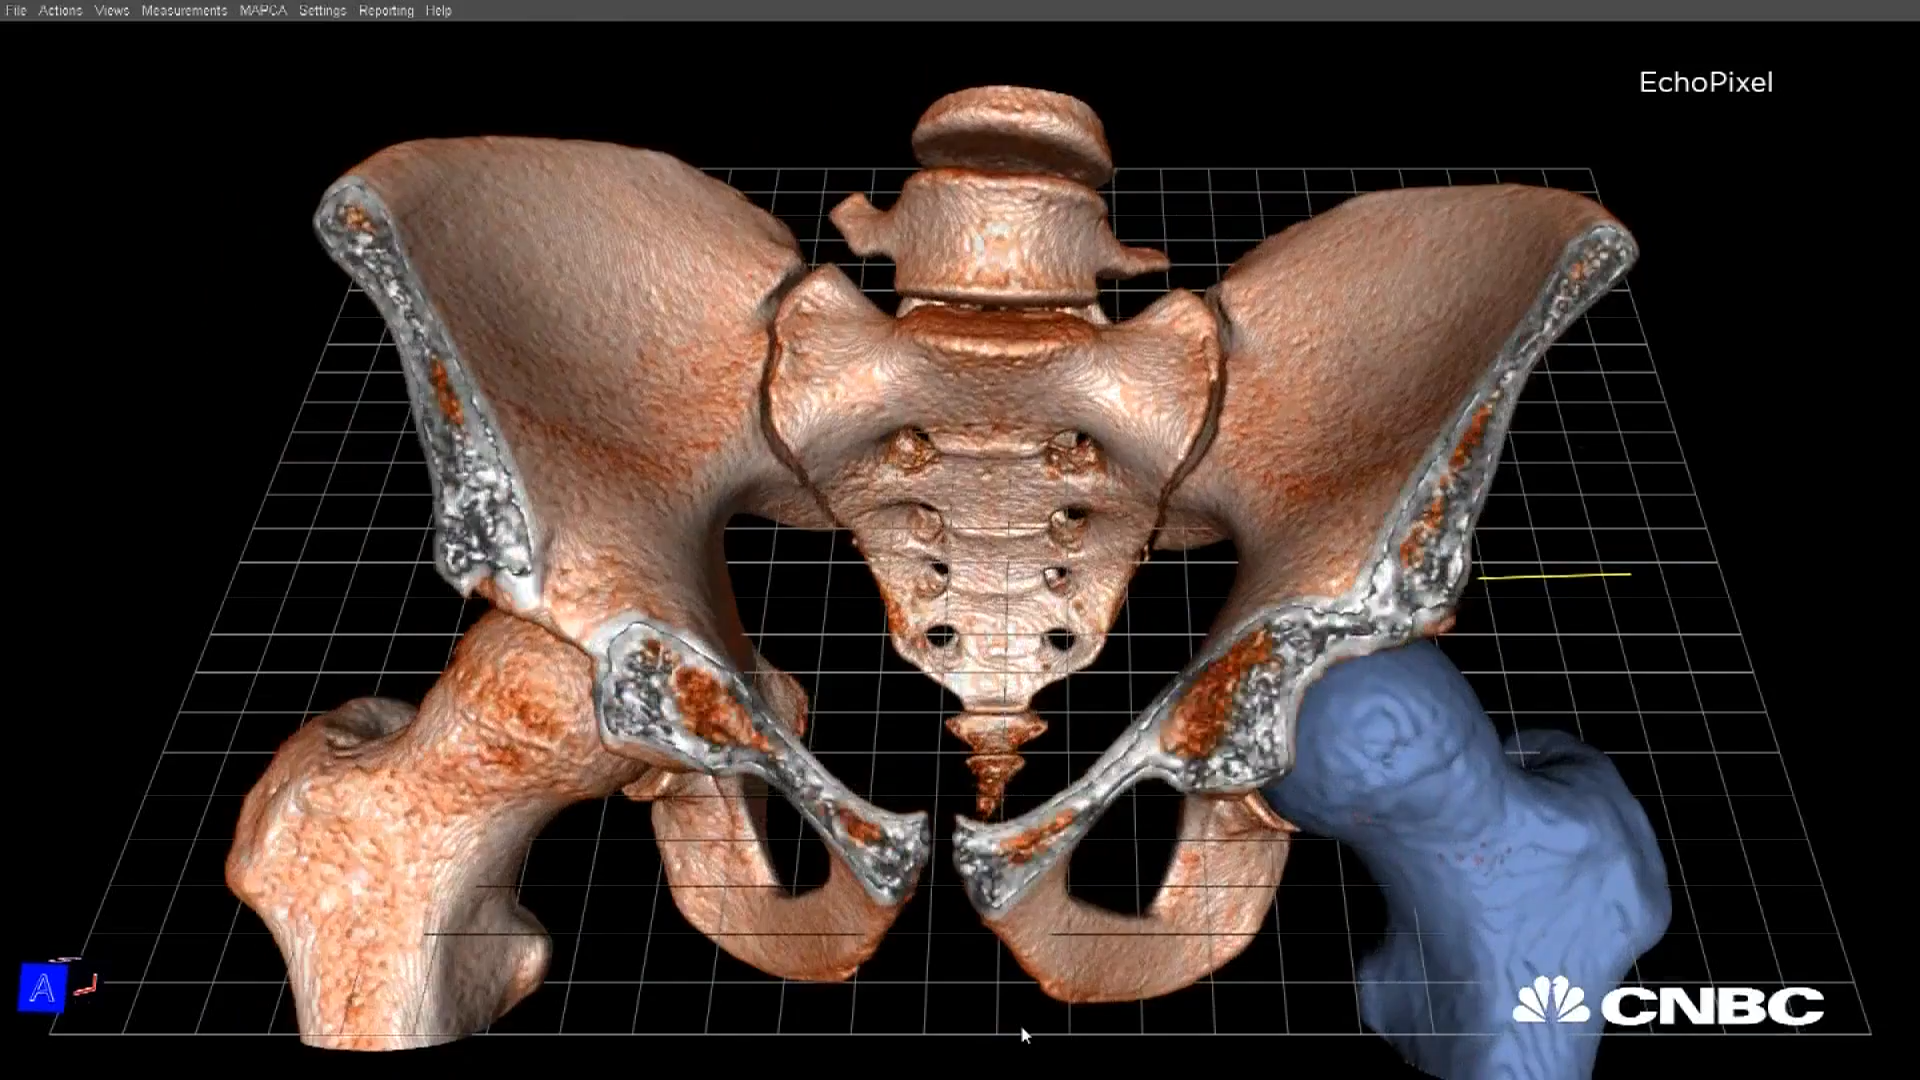 File Actions Views Measurements MAPCA Settings Reporting Help
EchoPixel
A L
CNBC